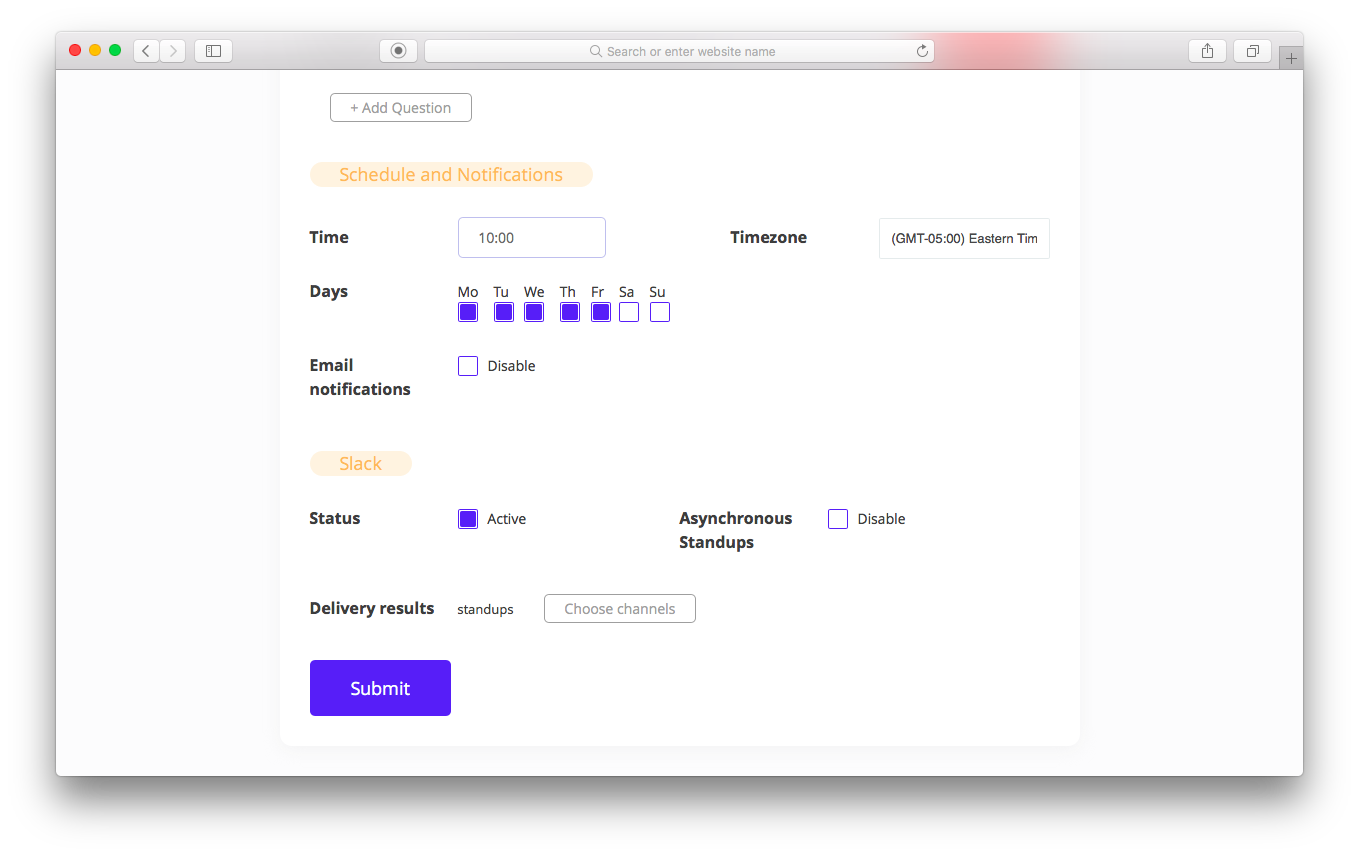 Search or enter website name
+ Add Question
Schedule and Notifications
Time
10:00
Timezone
(GMT-05:00) Eastern Tim
Days
Mo Tu We Th Fr Sa Su
Email
notifications
Disable
Slack
Status
Active
Asynchronous
Standups
Disable
Delivery results
standups
Choose channels
Submit